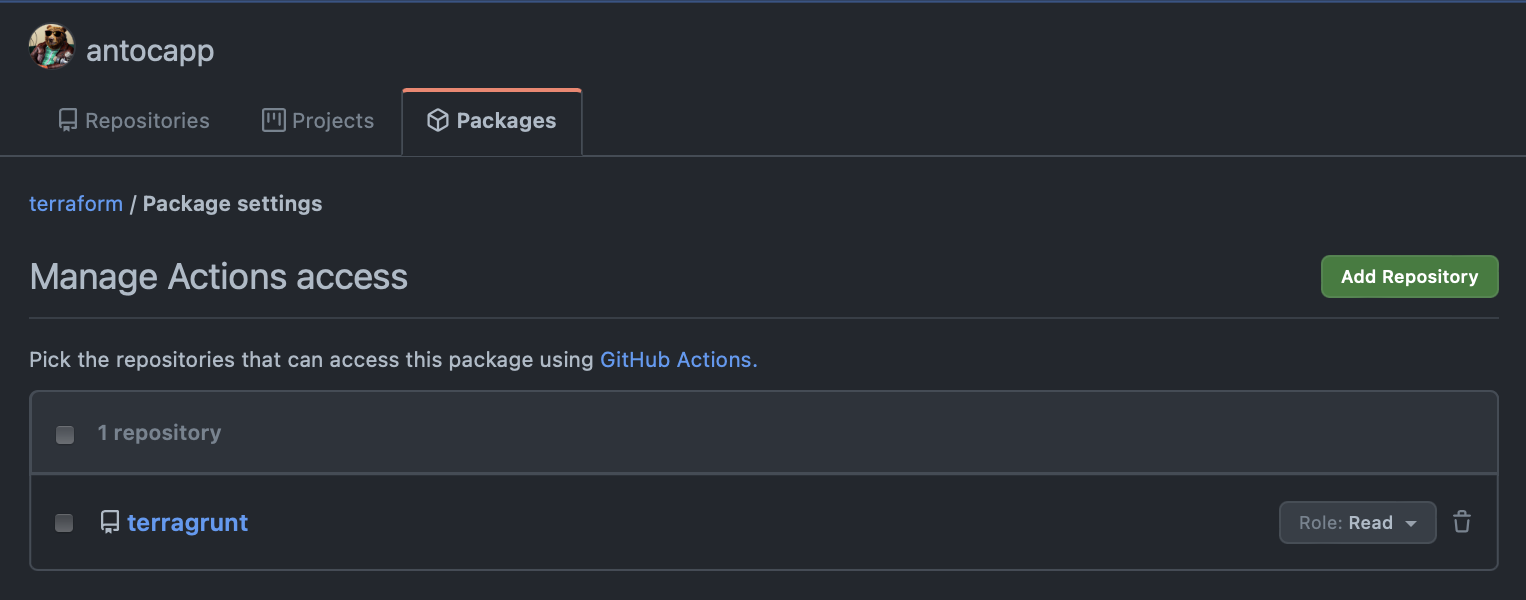 antocapp
Repositories Projects Packages
terraform / Package settings
Manage Actions access
Add Repository
Pick the repositories that can access this package using GitHub Actions.
1 repository
terragrunt
Role: Read